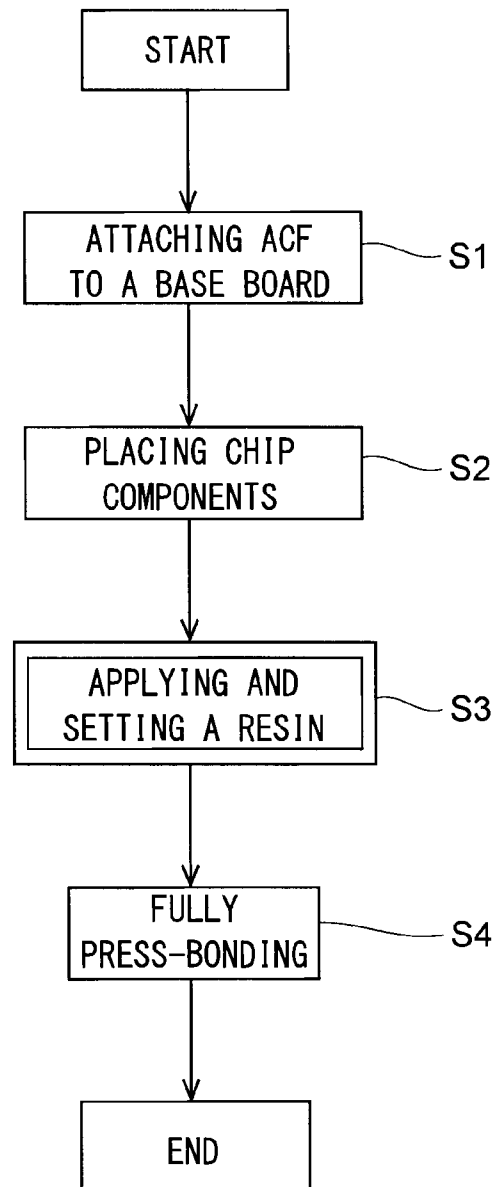 START
ATTACHING ACF
TO A BASE BOARD
S1
PLACING CHIP
COMPONENTS
S2
APPLYING AND
SETTING A RESIN
S3
FULLY
PRESS-BONDING
S4
END